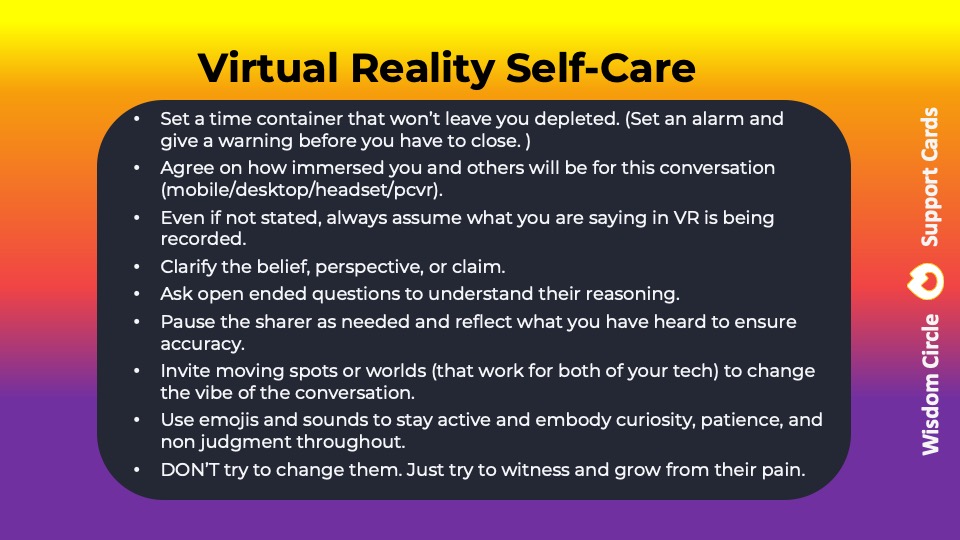 Virtual Reality Self-Care
• Set a time container that won’t leave you depleted. (Set an alarm and
give a warning before you have to close. )
• Agree on how immersed you and others will be for this conversation
(mobile/desktop/headset/pcvr).
• Even if not stated, always assume what you are saying in VR is being
recorded.
• Clarify the belief, perspective, or claim.
• Ask open ended questions to understand their reasoning.
• Pause the sharer as needed and reflect what you have heard to ensure
accuracy.
• Invite moving spots or worlds (that work for both of your tech) to change
the vibe of the conversation.
• Use emojis and sounds to stay active and embody curiosity, patience, and
non judgment throughout.
• DON’T try to change them. Just try to witness and grow from their pain.
Wisdom Circle Support Cards